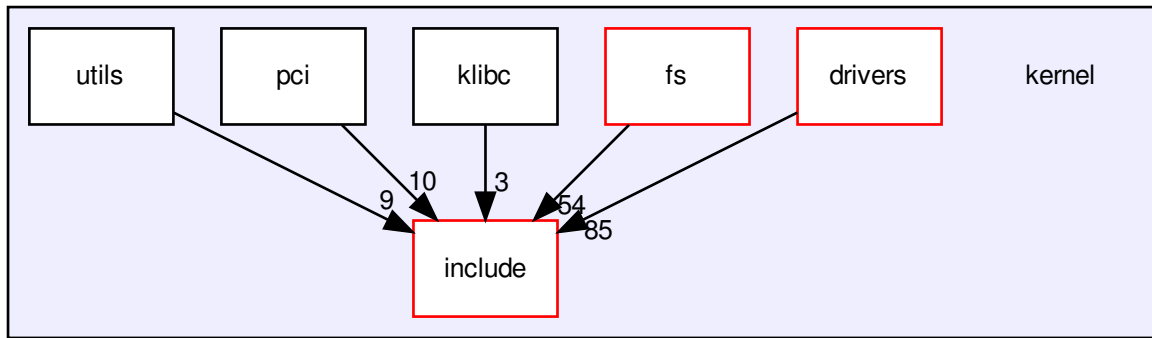 utils
pci
klibc
fs
drivers
kernel
9
10
3
54
85
include